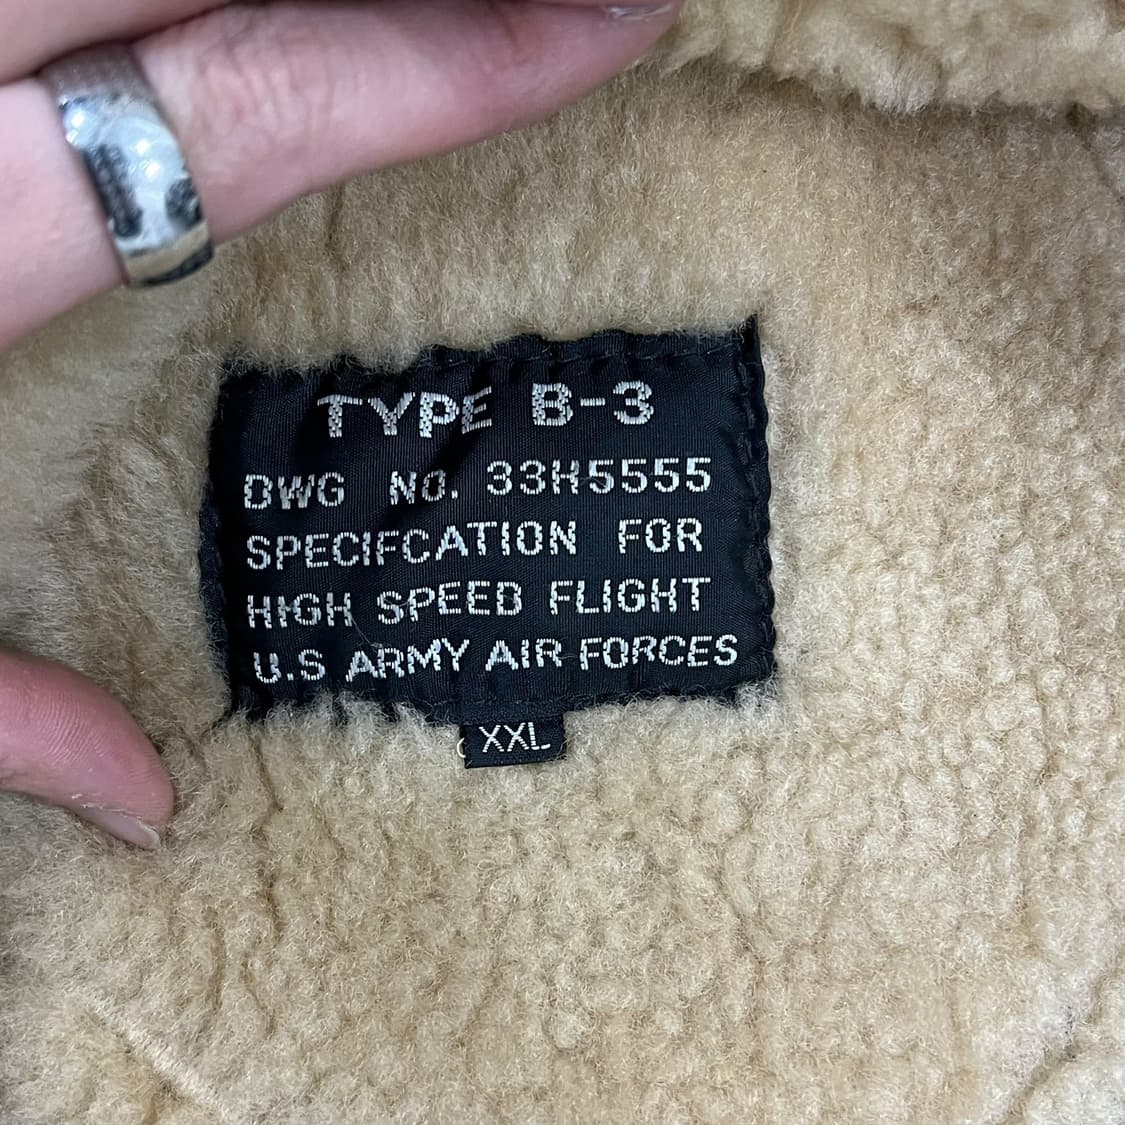 TYPE B-3
DWG NO. 33H5555
SPECIFCATION FOR
HIGH SPEED FLIGHT
U.S ARMY AIR FORCES
XXL